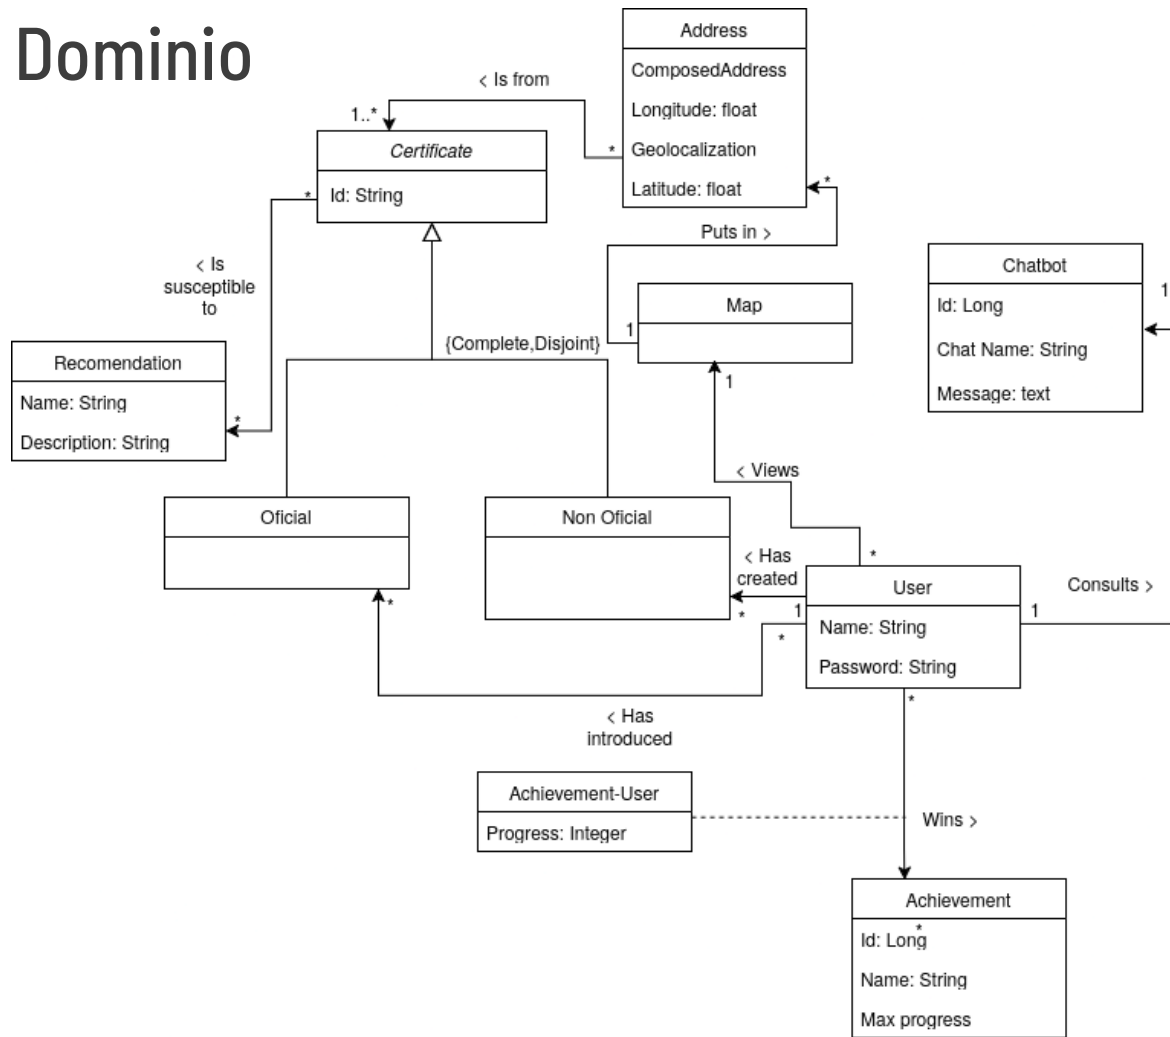 Dominio
Address
ComposedAddress
Longitude: float
Geolocalization
Latitude: float
< Is from
1..*
*
*
Certificate
Id: String
*
Puts in >
< Is
susceptible
to
Chatbot
Id: Long
Chat Name: String
Message: text
1
Map
1
1
{Complete,Disjoint}
Recomendation
Name: String
Description: String
*
< Views
*
Oficial
*
Non Oficial
< Has
created
*
1
*
User
Name: String
Password: String
1
Consults >
*
< Has
introduced
Achievement-User
Progress: Integer
Wins >
Achievement
*
Id: Long
Name: String
Max progress